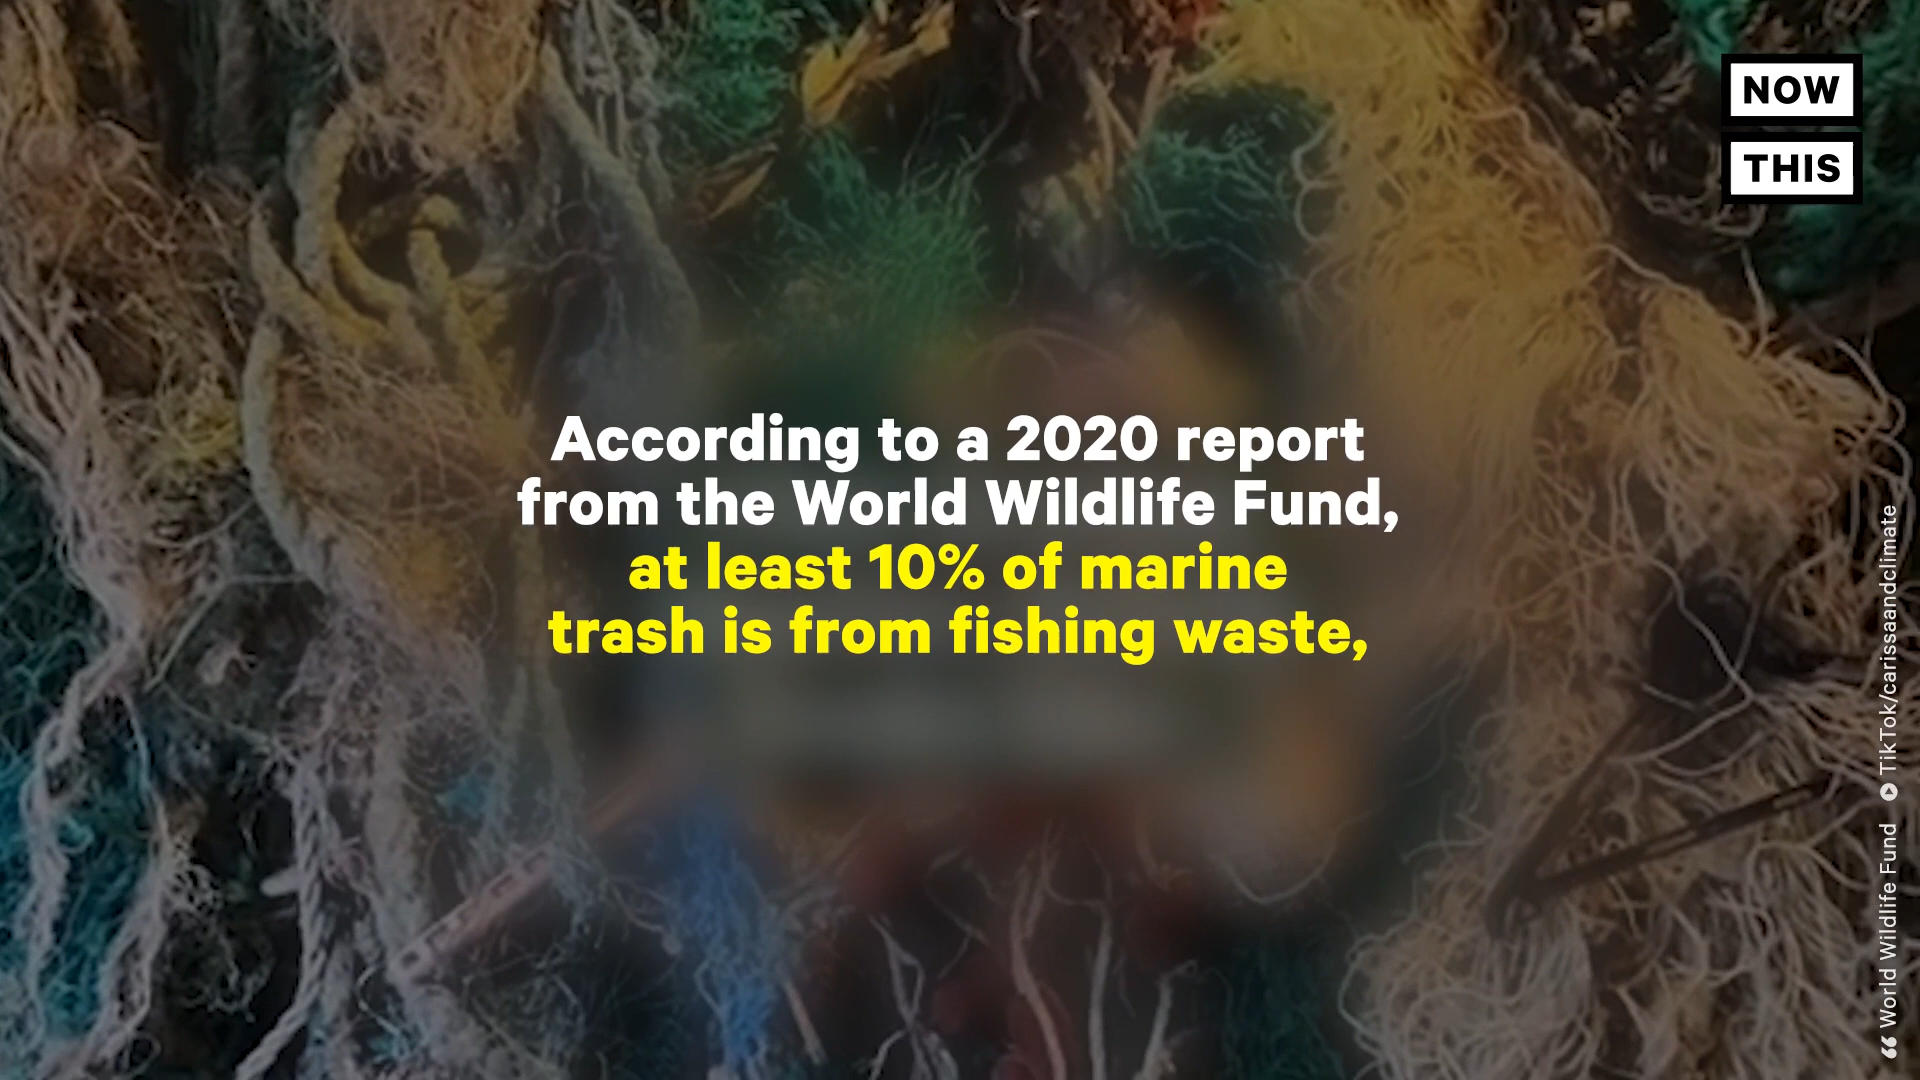 NOW
THIS
According to a 2020 report
from the World Wildlife Fund,
at least 10% of marine
trash is from fishing waste,
❝ World Wildlife Fund TikTok/carissaandclimate